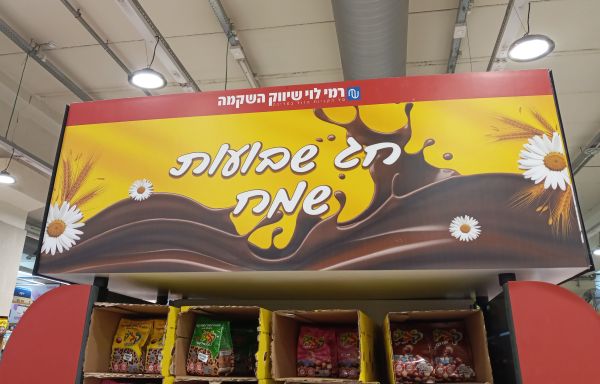 רמי לוי שיווק השקמה
חג שבועות
שמח